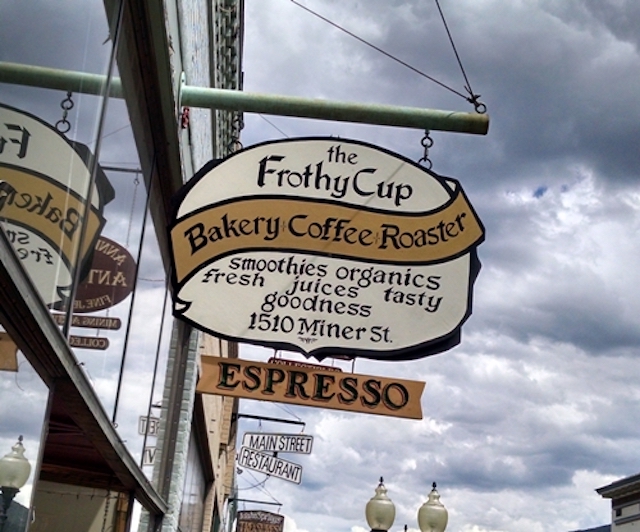 the
Frothy Cup
Bakery Coffee Roaster
smoothies organics
fresh juices tasty
goodness
1510 Miner St.
ESPRESSO
MAIN STREET
RESTAURANT